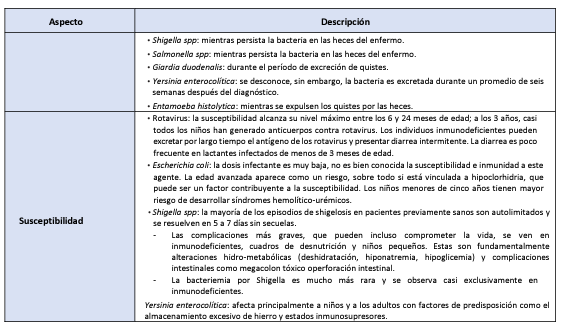 Aspecto
Descripción
• Shigella spp: mientras persista la bacteria en las heces del enfermo.
• Salmonella spp: mientras persista la bacteria en las heces del enfermo.
• Giardia duodenalis: durante el período de excreción de quistes.
• Yersinia enterocolítica: se desconoce, sin embargo, la bacteria es excretada durante un promedio de seis
semanas después del diagnóstico.
• Entamoeba histolytica: mientras se expulsen los quistes por las heces.
Susceptibilidad
• Rotavirus: la susceptibilidad alcanza su nivel máximo entre los 6 y 24 meses de edad; a los 3 años, casi
todos los niños han generado anticuerpos contra rotavirus. Los individuos inmunodeficientes pueden
excretar por largo tiempo el antígeno de los rotavirus y presentar diarrea intermitente. La diarrea es poco
frecuente en lactantes infectados de menos de 3 meses de edad.
• Escherichia coli: la dosis infectante es muy baja, no es bien conocida la susceptibilidad e inmunidad a este
agente. La edad avanzada aparece como un riesgo, sobre todo si está vinculada a hipoclorhidria, que
puede ser un factor contribuyente a la susceptibilidad. Los niños menores de cinco años tienen mayor
riesgo de desarrollar síndromes hemolítico-urémicos.
• Shigella spp: la mayoría de los episodios de shigelosis en pacientes previamente sanos son autolimitados y
se resuelven en 5 a 7 días sin secuelas.
- Las complicaciones más graves, que pueden incluso comprometer la vida, se ven en
inmunodeficientes, cuadros de desnutrición y niños pequeños. Estas son fundamentalmente
alteraciones hidro-metabólicas (deshidratación, hiponatremia, hipoglicemia) y complicaciones
intestinales como megacolon tóxico operforación intestinal.
- La bacteriemia por Shigella es mucho más rara y se observa casi exclusivamente en
inmunodeficientes.
Yersinia enterocolítica: afecta principalmente a niños y a los adultos con factores de predisposición como el
almacenamiento excesivo de hierro y estados inmunosupresores.